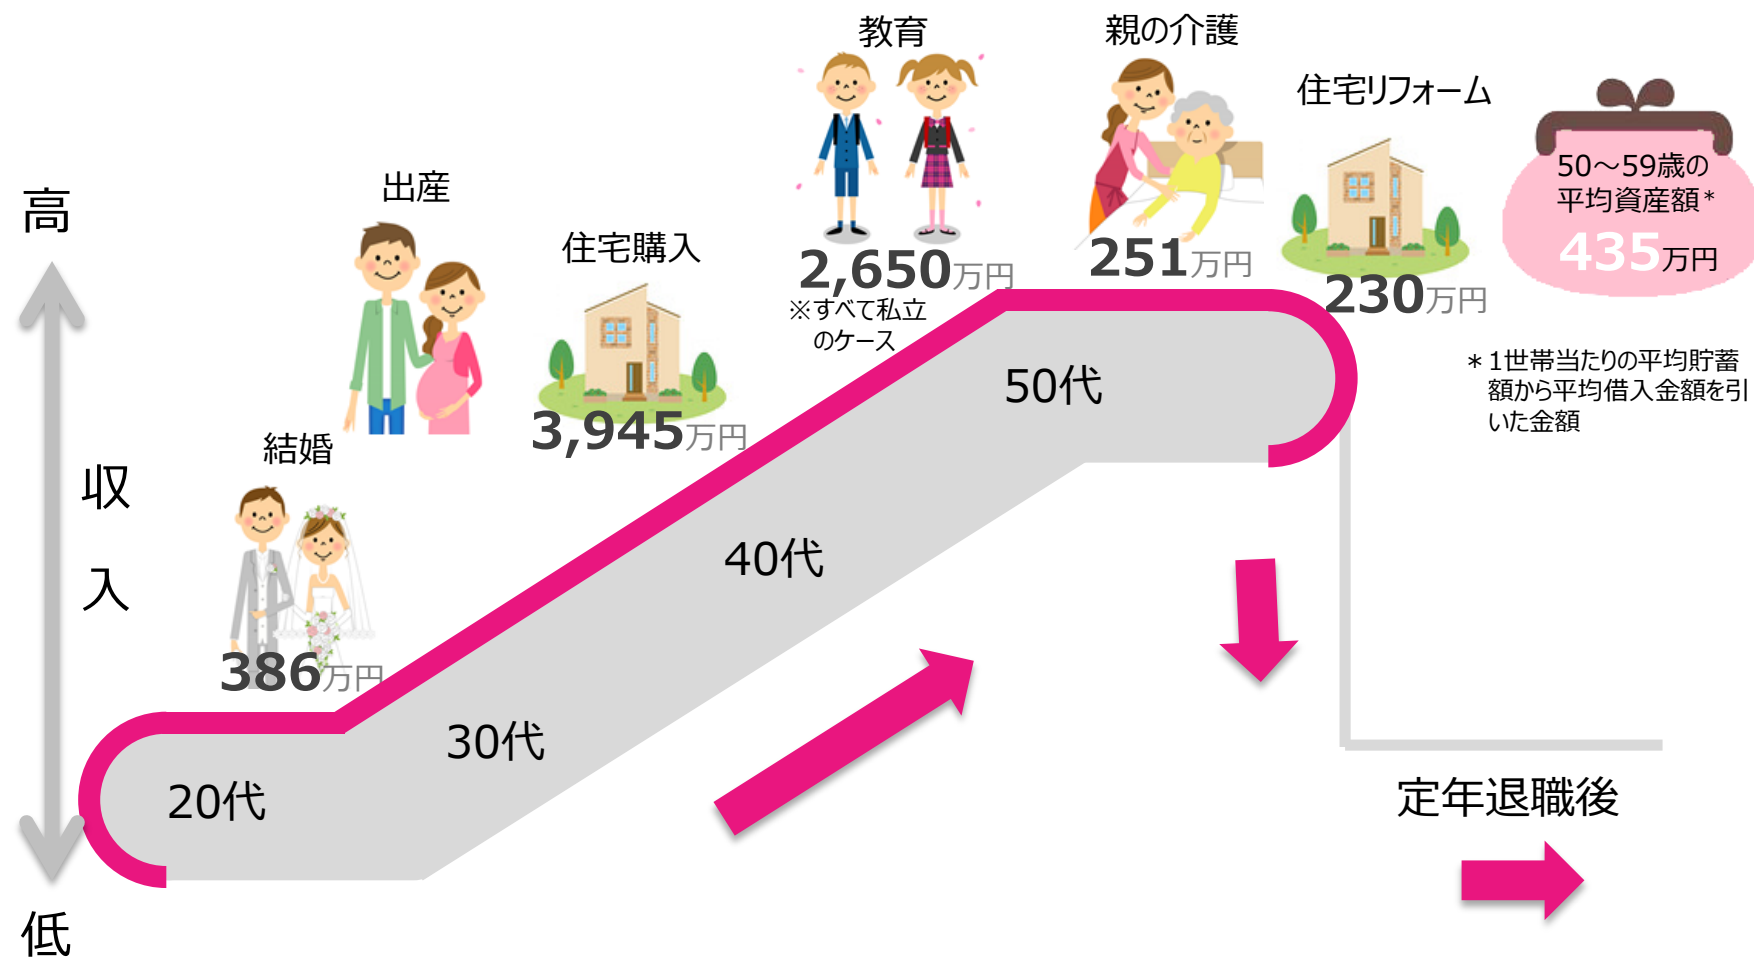 教育
親の介護
住宅リフォーム
50~59歳の
平均資産額*
435万円
高
出産
住宅購入
2,650万円
※すべて私立
のケース
251万円
230万円
*1世帯当たりの平均貯蓄
額から平均借入金額を引
いた金額
結婚
3,945万円
収
入
386万円
50代
40代
30代
20代
定年退職後
低